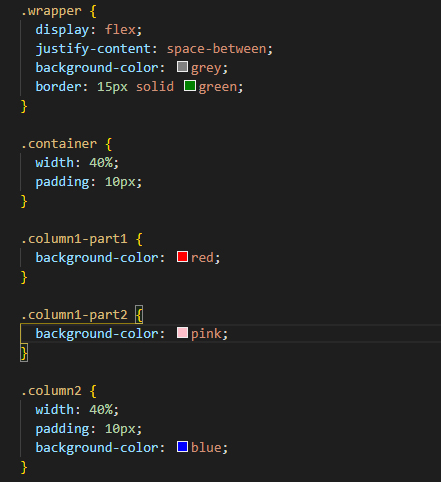 .wrapper {
  display: flex;
  justify-content: space-between;
  background-color: grey;
  border: 15px solid green;
}
.container {
  width: 40%;
  padding: 10px;
}
.column1-part1 {
  background-color: red;
}
.column1-part2 {
  background-color: pink;
}
.column2 {
  width: 40%;
  padding: 10px;
  background-color: blue;
}